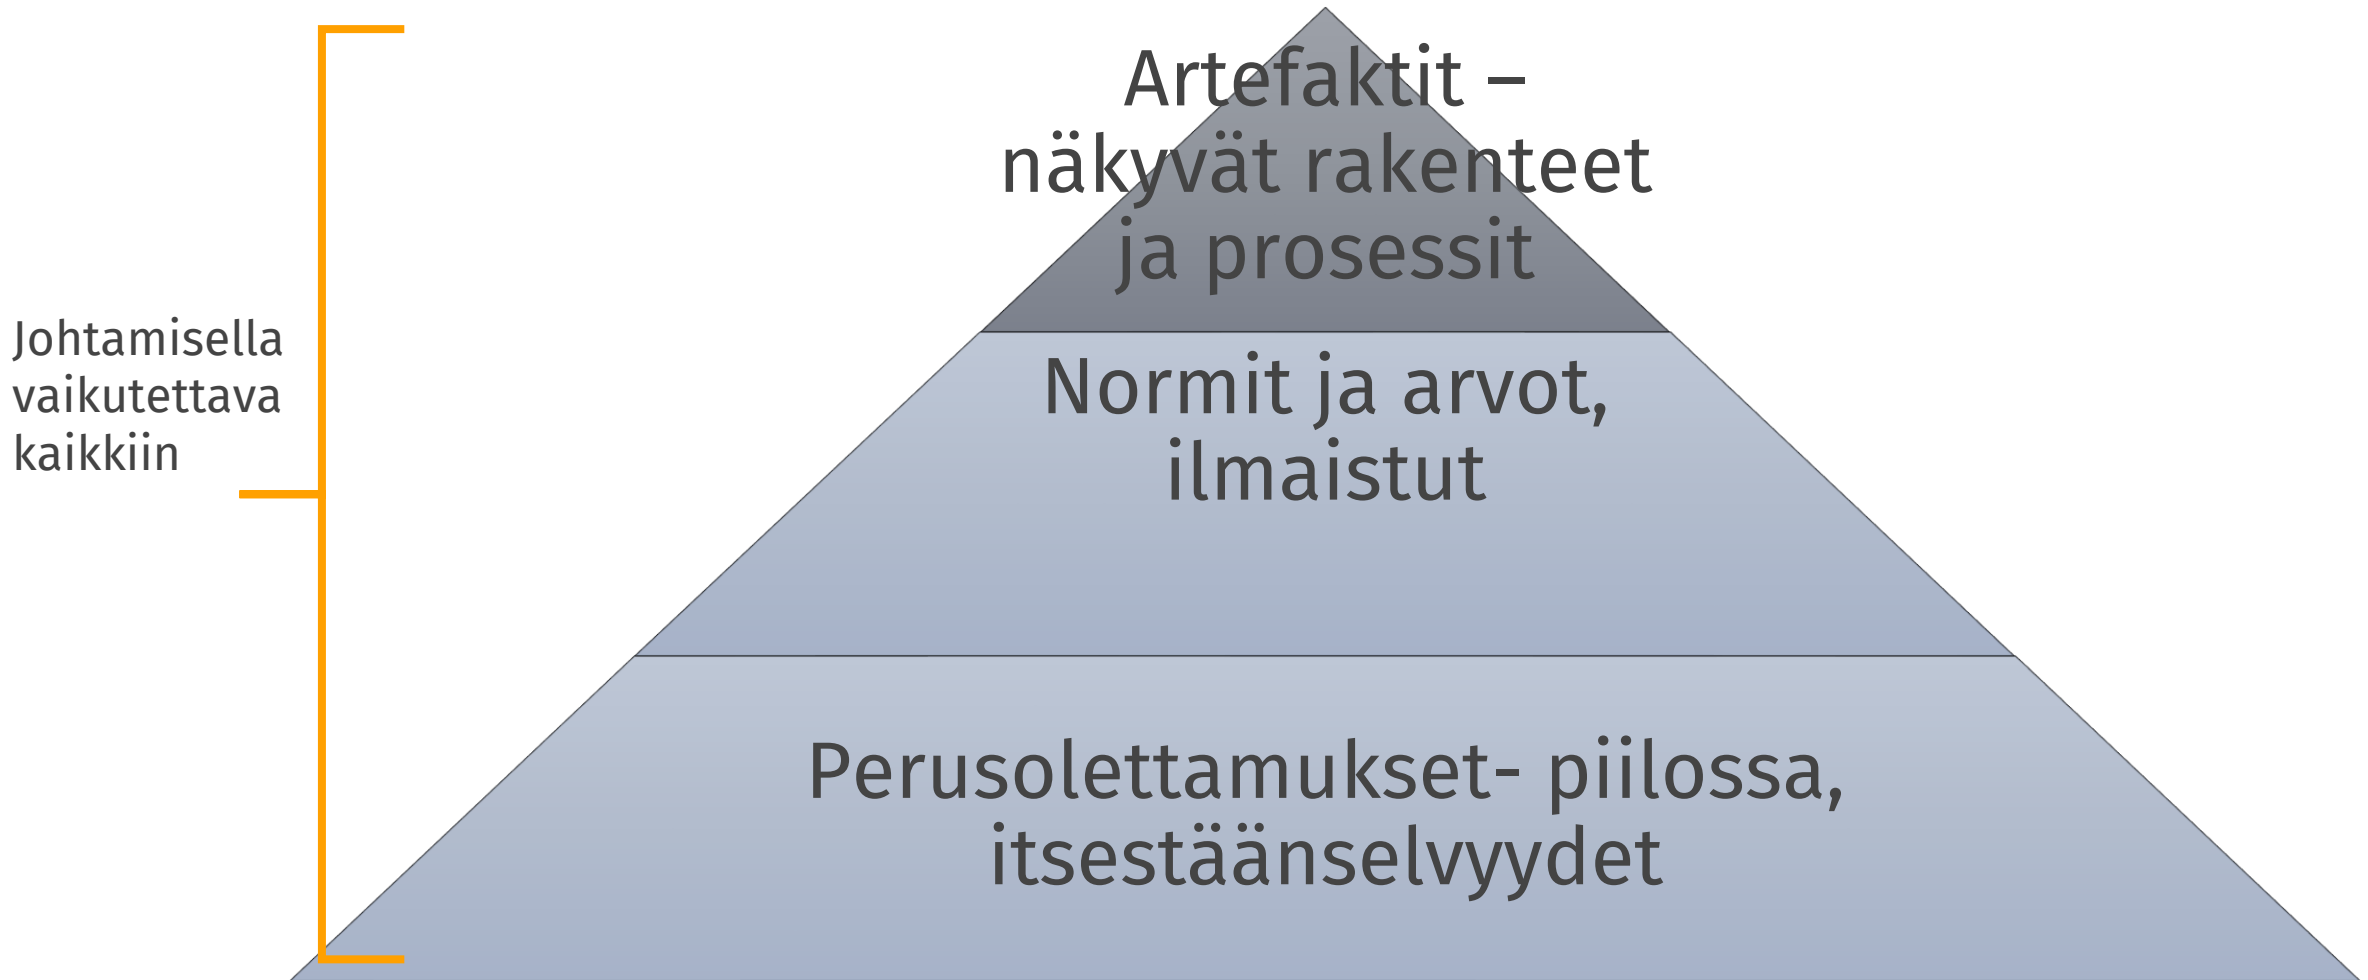 Artefaktit –
näkyvät rakenteet
ja prosessit
Johtamisella
vaikutettava
kaikkiin
Normit ja arvot,
ilmaistut
Perusolettamukset- piilossa,
itsestäänselvyydet